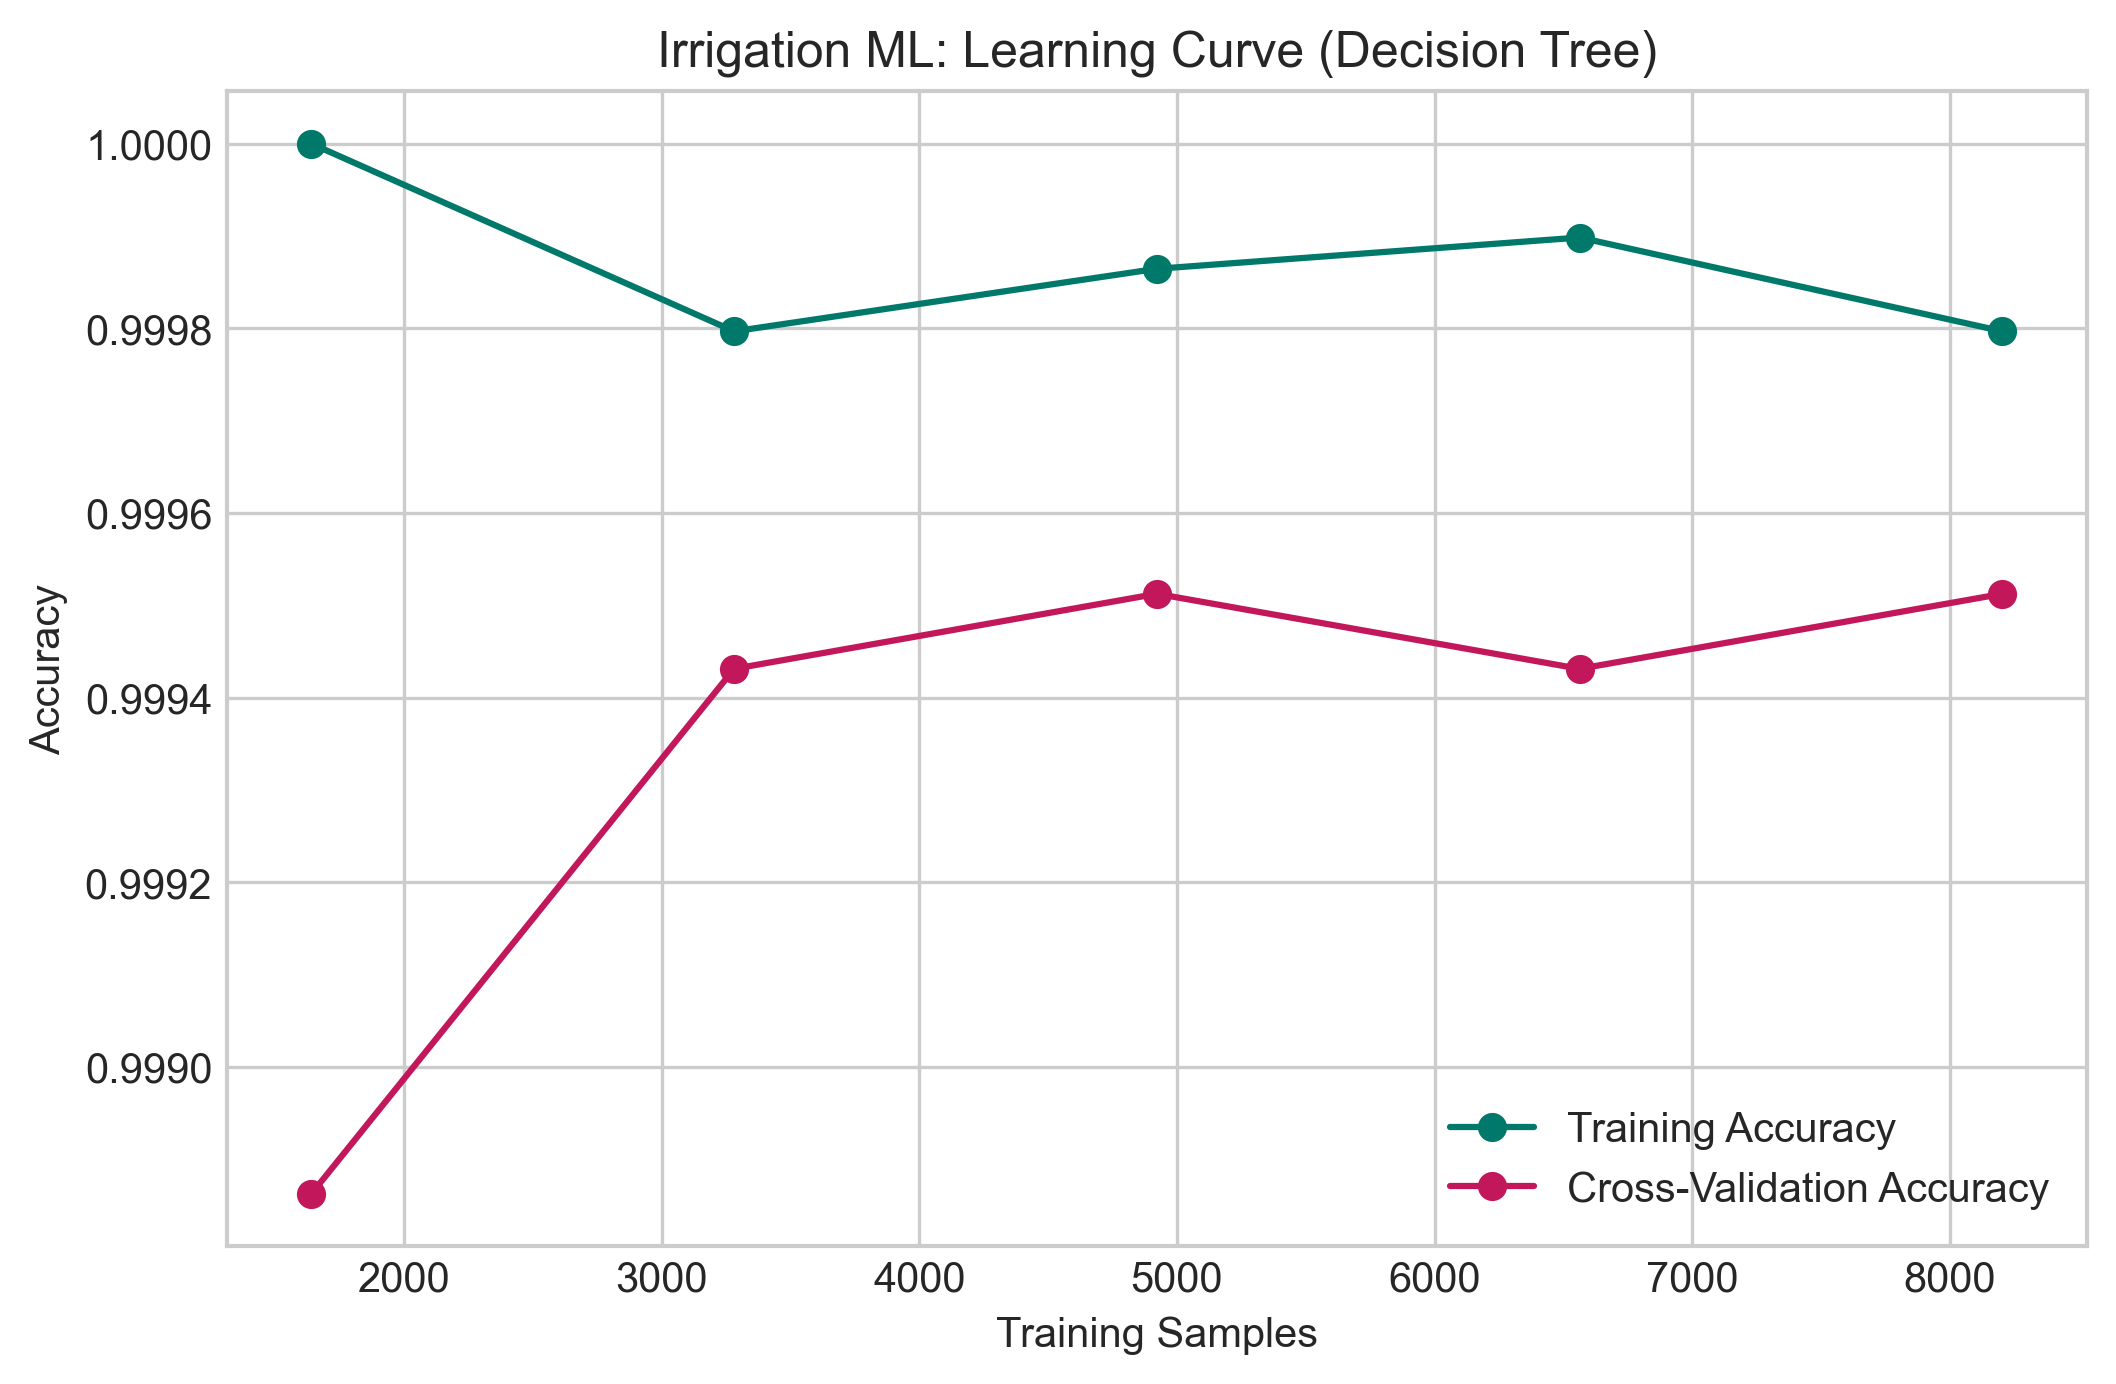 Irrigation ML: Learning Curve (Decision Tree)
1.0000
0.9998
0.9996
0.9994
0.9992
0.9990
Accuracy
Training Accuracy
Cross-Validation Accuracy
2000 3000 4000 5000 6000 7000 8000
Training Samples